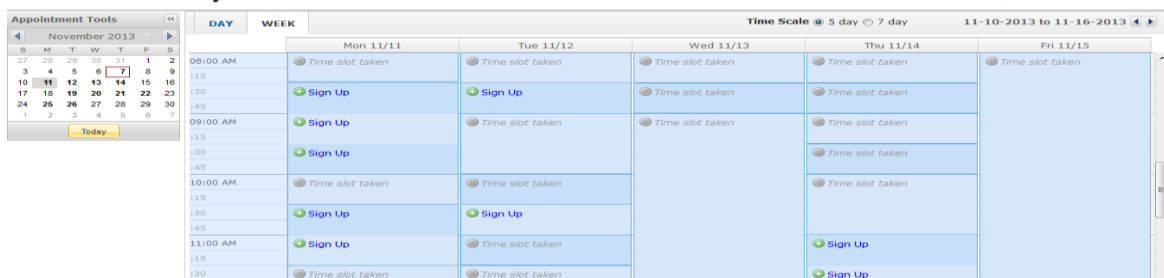 Appointment Tools
November 2013
S M T W T F S
27 28 29 30 31 1 2
3 4 5 6 7 8 9
10 11 12 13 14 15 16
17 18 19 20 21 22 23
24 25 26 27 28 29 30
1 2 3 4 5 6 7
Today
DAY WEEK Time Scale 5 day 7 day 11-10-2013 to 11-16-2013
Mon 11/11 Tue 11/12 Wed 11/13 Thu 11/14 Fri 11/15
08:00 AM Time slot taken Time slot taken Time slot taken Time slot taken Time slot taken
:15
:30 Sign Up Sign Up Time slot taken Time slot taken
:45
09:00 AM Sign Up Time slot taken Time slot taken Time slot taken
:15
:30 Sign Up Time slot taken
:45
10:00 AM Time slot taken Time slot taken Time slot taken
:15
:30 Sign Up Sign Up
:45
11:00 AM Sign Up Time slot taken Sign Up
:15
:30 Time slot taken Time slot taken Sign Up